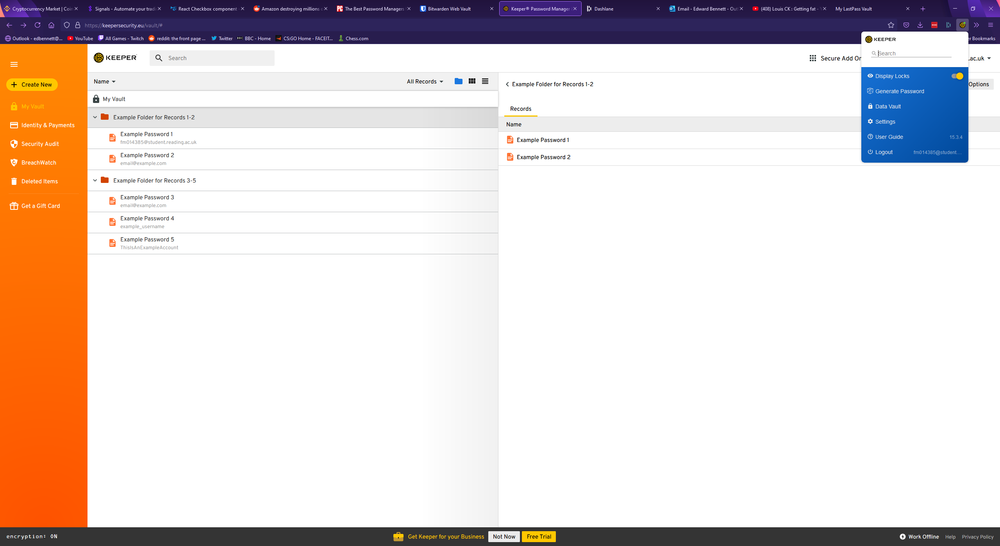 Cryptocurrency Market | Coin
Signals - Automate your tradi
React Checkbox component -
Amazon destroying millions o
The Best Password Managers f
Bitwarden Web Vault
Keeper® Password Manager &
Dashlane
Email - Edward Bennett - Out
(408) Louis CK : Getting fat - Y
My LastPass Vault
https://keepersecurity.eu/vault/#
Outlook - edbennett@...
YouTube
All Games - Twitch
reddit: the front page ...
Twitter
BBC BBC - Home
CS:GO Home - FACEIT...
Chess.com
er Bookmarks
KEEPER
Search
Display Locks
Generate Password
Data Vault
Settings
User Guide 15.3.4
Logout fm014385@student....
KEEPER
Search
Secure Add Or
.ac.uk
Create New
My Vault
Identity & Payments
Security Audit
BreachWatch
Deleted Items
Get a Gift Card
Name
All Records
My Vault
Example Folder for Records 1-2
Example Password 1
fm014385@student.reading.ac.uk
Example Password 2
email@example.com
Example Folder for Records 3-5
Example Password 3
email@example.com
Example Password 4
example_username
Example Password 5
ThisIsAnExampleAccount
Example Folder for Records 1-2
Options
Records
Name
Example Password 1
Example Password 2
encryption: ON
Get Keeper for your Business
Not Now
Free Trial
Work Offline
Help
Privacy Policy